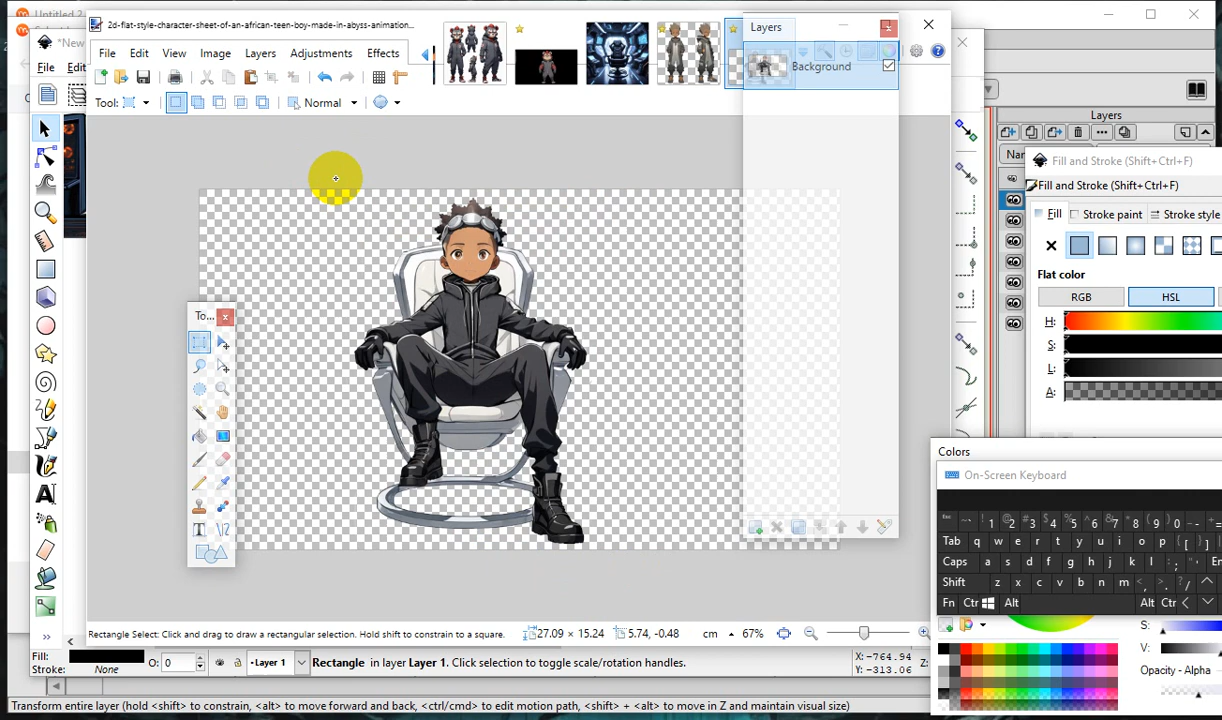 Untitled 2
2d-flat-style-character-sheet-of-an-african-teen-boy-made-in-abyss-animation...
*New
File
Edi
File Edit View Image Layers Adjustments Effects
Layers
Background
Tool:
Normal
To...
Layers
Nar
Fill and Stroke (Shift+Ctrl+F)
Fill and Stroke (Shift+Ctrl+F)
Fill Stroke paint Stroke style
Flat color
RGB HSL
H:
S:
L:
A:
Colors
On-Screen Keyboard
Tab q w e r t y u i o p
Caps a s d f g h j k l
Shift z x c v b n m
Fn Ctr Alt Alt Ctr
S:
V:
Opacity - Alpha
Rectangle Select: Click and drag to draw a rectangular selection. Hold shift to constrain to a square.
27.09 × 15.24 5.74, -0.48 cm 67%
Fill:
Stroke: None
O: 0
Layer 1
Rectangle in layer Layer 1. Click selection to toggle scale/rotation handles.
X: -764.94
Y: -313.06
Z:
Transform entire layer (hold <shift> to constrain, <alt> to move forward and back, <ctrl/cmd> to edit motion path, <shift> + <alt> to move in Z and maintain visual size)